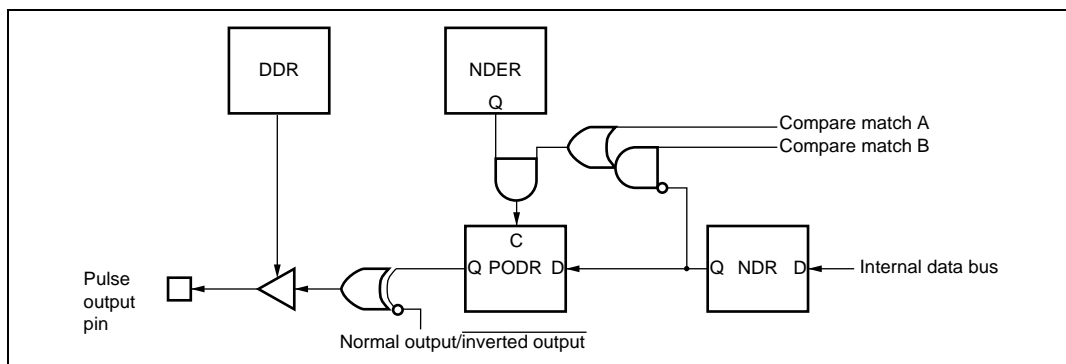 DDR
NDER
Q
Compare match A
Compare match B
C
Q PODR D
Q NDR D
Internal data bus
Pulse
output
pin
Normal output/inverted output